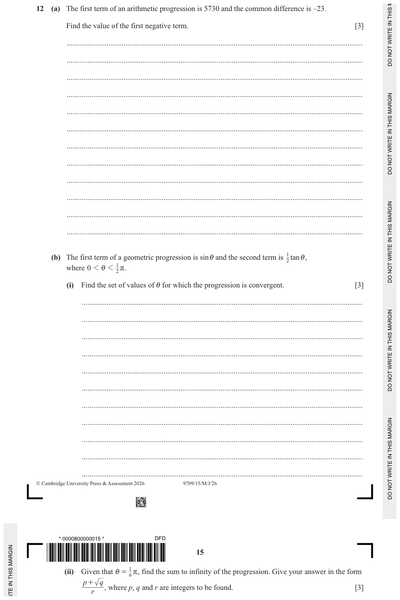 12 (a) The first term of an arithmetic progression is 5730 and the common difference is –23.
Find the value of the first negative term. [3]
(b) The first term of a geometric progression is sin θ and the second term is ½ tan θ,
where 0 < θ < ½π.
(i) Find the set of values of θ for which the progression is convergent. [3]
© Cambridge University Press & Assessment 2026 9709/15/M/J/26
* 0000800000015 * DFD
15
(ii) Given that θ = ⅙π, find the sum to infinity of the progression. Give your answer in the form
(p + √q)/r, where p, q and r are integers to be found. [3]
DO NOT WRITE IN THIS MARGIN
DO NOT WRITE IN THIS MARGIN
DO NOT WRITE IN THIS MARGIN
DO NOT WRITE IN THIS MARGIN
DO NOT WRITE IN THIS MARGIN
ITE IN THIS MARGIN